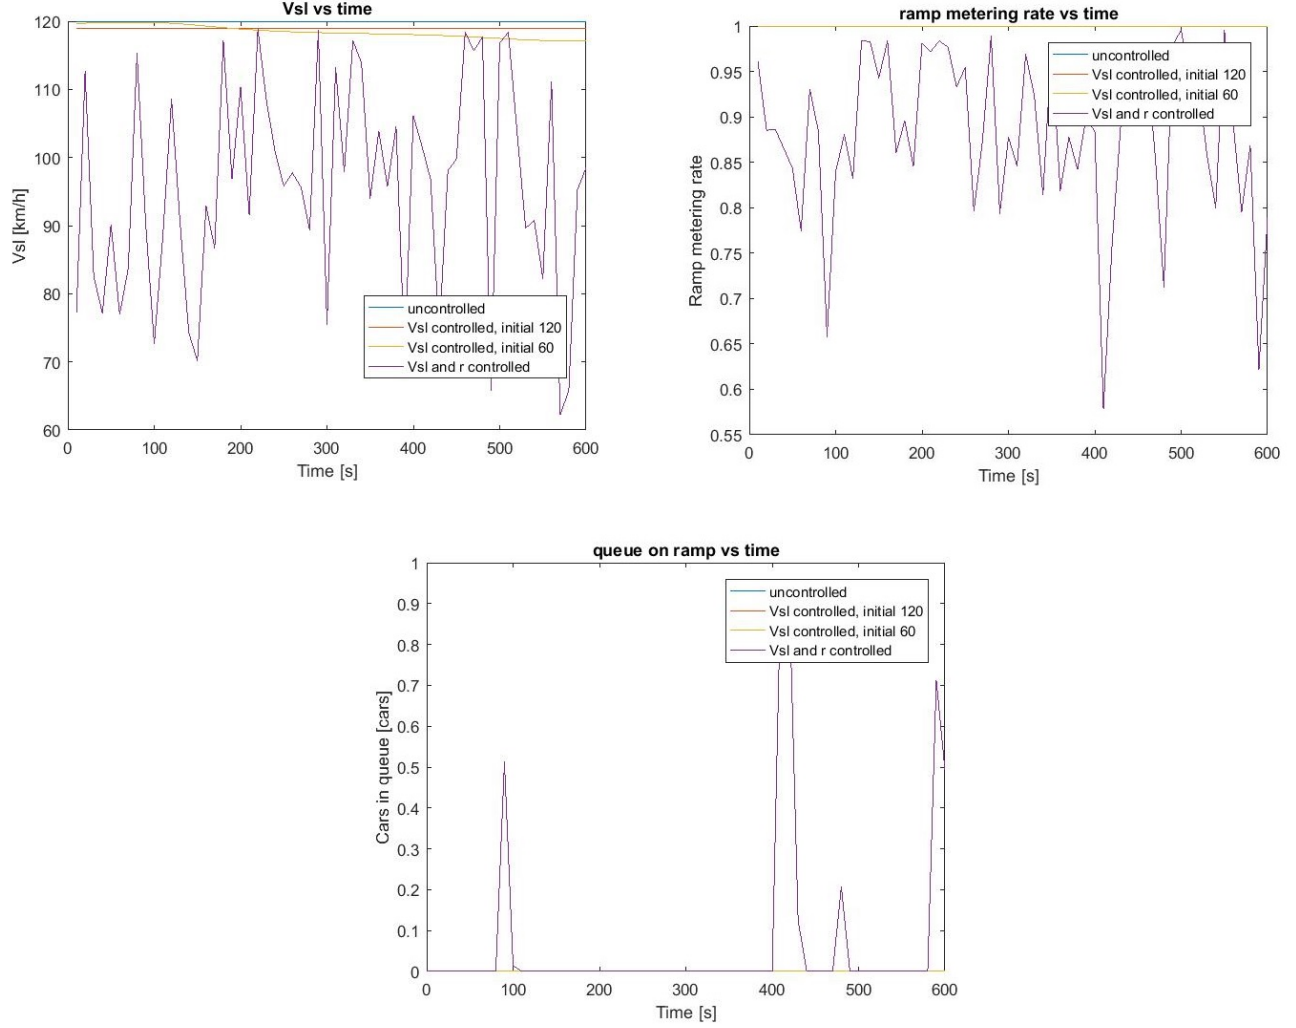 Vsl vs time
120
110
100
90
80
70
60
Vsl [km/h]
uncontrolled
Vsl controlled, initial 120
Vsl controlled, initial 60
Vsl and r controlled
0 100 200 300 400 500 600
Time [s]
ramp metering rate vs time
1
0.95
0.9
0.85
0.8
0.75
0.7
0.65
0.6
0.55
Ramp metering rate
uncontrolled
Vsl controlled, initial 120
Vsl controlled, initial 60
Vsl and r controlled
0 100 200 300 400 500 600
Time [s]
queue on ramp vs time
1
0.9
0.8
0.7
0.6
0.5
0.4
0.3
0.2
0.1
0
Cars in queue [cars]
uncontrolled
Vsl controlled, initial 120
Vsl controlled, initial 60
Vsl and r controlled
0 100 200 300 400 500 600
Time [s]